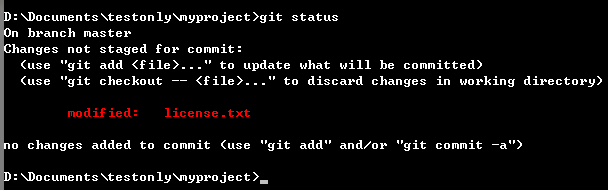 D:\Documents\testonly\myproject>git status
On branch master
Changes not staged for commit:
  (use "git add <file>..." to update what will be committed)
  (use "git checkout -- <file>..." to discard changes in working directory)
        modified:   license.txt
no changes added to commit (use "git add" and/or "git commit -a")
D:\Documents\testonly\myproject>_